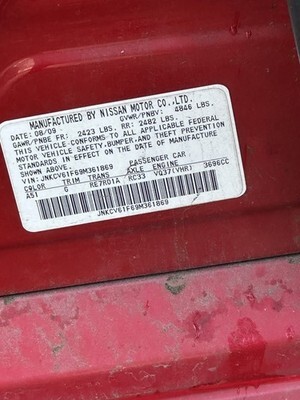 MANUFACTURED BY NISSAN MOTOR CO.,LTD.
DATE: 08/09 GVWR/PNBV: 4846 LBS.
GAWR/PNBE FR: 2423 LBS. RR: 2482 LBS.
THIS VEHICLE CONFORMS TO ALL APPLICABLE FEDERAL
MOTOR VEHICLE SAFETY,BUMPER,AND THEFT PREVENTION
STANDARDS IN EFFECT ON THE DATE OF MANUFACTURE
SHOWN ABOVE.
VIN: JNKCV61F69M361869 PASSENGER CAR
COLOR TRIM TRANS AXLE ENGINE 3696CC
A51 G RE7R01A RC33 VQ37(VHR)
JNKCV61F69M361869